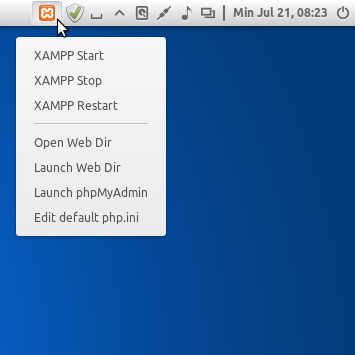 Min Jul 21, 08:23
XAMPP Start
XAMPP Stop
XAMPP Restart
Open Web Dir
Launch Web Dir
Launch phpMyAdmin
Edit default php.ini